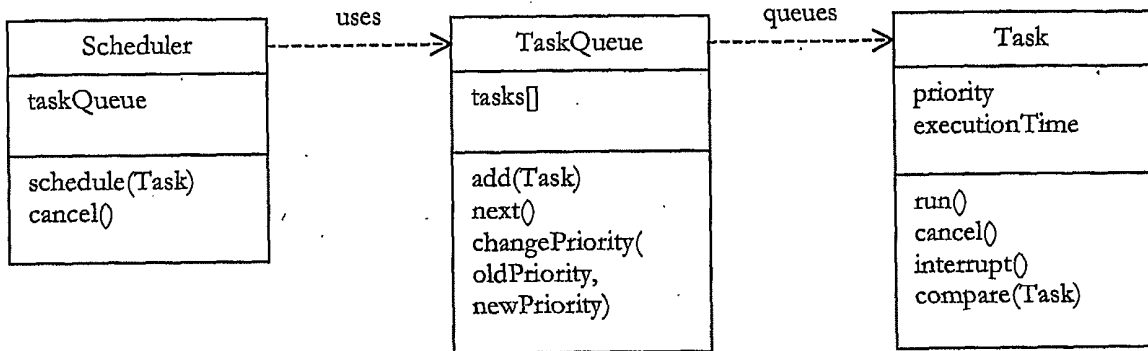 uses
queues
Scheduler
taskQueue
schedule(Task)
cancel()
TaskQueue
tasks[]
add(Task)
next()
changePriority(
oldPriority,
newPriority)
Task
priority
executionTime
run()
cancel()
interrupt()
compare(Task)